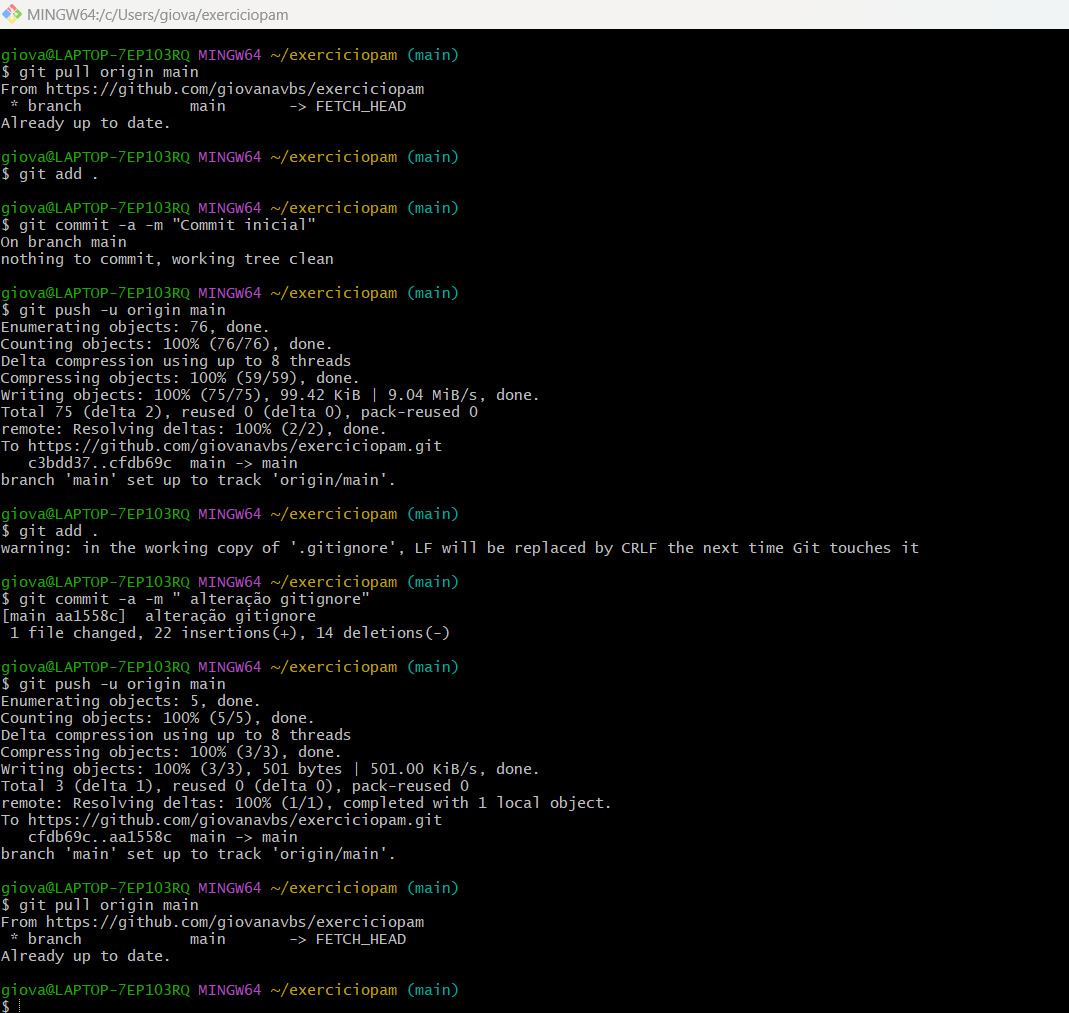 MINGW64:/c/Users/giova/exerciciopam
giova@LAPTOP-7EP103RQ MINGW64 ~/exerciciopam (main)
$ git pull origin main
From https://github.com/giovanavbs/exerciciopam
 * branch            main       -> FETCH_HEAD
Already up to date.
giova@LAPTOP-7EP103RQ MINGW64 ~/exerciciopam (main)
$ git add .
giova@LAPTOP-7EP103RQ MINGW64 ~/exerciciopam (main)
$ git commit -a -m "Commit inicial"
On branch main
nothing to commit, working tree clean
giova@LAPTOP-7EP103RQ MINGW64 ~/exerciciopam (main)
$ git push -u origin main
Enumerating objects: 76, done.
Counting objects: 100% (76/76), done.
Delta compression using up to 8 threads
Compressing objects: 100% (59/59), done.
Writing objects: 100% (75/75), 99.42 KiB | 9.04 MiB/s, done.
Total 75 (delta 2), reused 0 (delta 0), pack-reused 0
remote: Resolving deltas: 100% (2/2), done.
To https://github.com/giovanavbs/exerciciopam.git
   c3bdd37..cfdb69c  main -> main
branch 'main' set up to track 'origin/main'.
giova@LAPTOP-7EP103RQ MINGW64 ~/exerciciopam (main)
$ git add .
warning: in the working copy of '.gitignore', LF will be replaced by CRLF the next time Git touches it
giova@LAPTOP-7EP103RQ MINGW64 ~/exerciciopam (main)
$ git commit -a -m " alteração gitignore"
[main aa1558c]  alteração gitignore
 1 file changed, 22 insertions(+), 14 deletions(-)
giova@LAPTOP-7EP103RQ MINGW64 ~/exerciciopam (main)
$ git push -u origin main
Enumerating objects: 5, done.
Counting objects: 100% (5/5), done.
Delta compression using up to 8 threads
Compressing objects: 100% (3/3), done.
Writing objects: 100% (3/3), 501 bytes | 501.00 KiB/s, done.
Total 3 (delta 1), reused 0 (delta 0), pack-reused 0
remote: Resolving deltas: 100% (1/1), completed with 1 local object.
To https://github.com/giovanavbs/exerciciopam.git
   cfdb69c..aa1558c  main -> main
branch 'main' set up to track 'origin/main'.
giova@LAPTOP-7EP103RQ MINGW64 ~/exerciciopam (main)
$ git pull origin main
From https://github.com/giovanavbs/exerciciopam
 * branch            main       -> FETCH_HEAD
Already up to date.
giova@LAPTOP-7EP103RQ MINGW64 ~/exerciciopam (main)
$